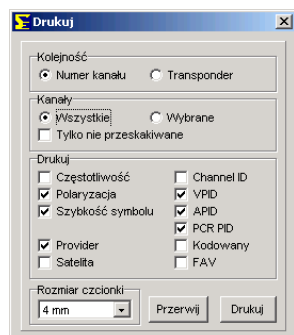 Drukuj
Kolejność
Numer kanału Transponder
Kanały
Wszystkie Wybrane
Tylko nie przeskakiwane
Drukuj
Częstotliwość Channel ID
Polaryzacja VPID
Szybkość symbolu APID
PCR PID
Provider Kodowany
Satelita FAV
Rozmiar czcionki
4 mm Przerwij Drukuj